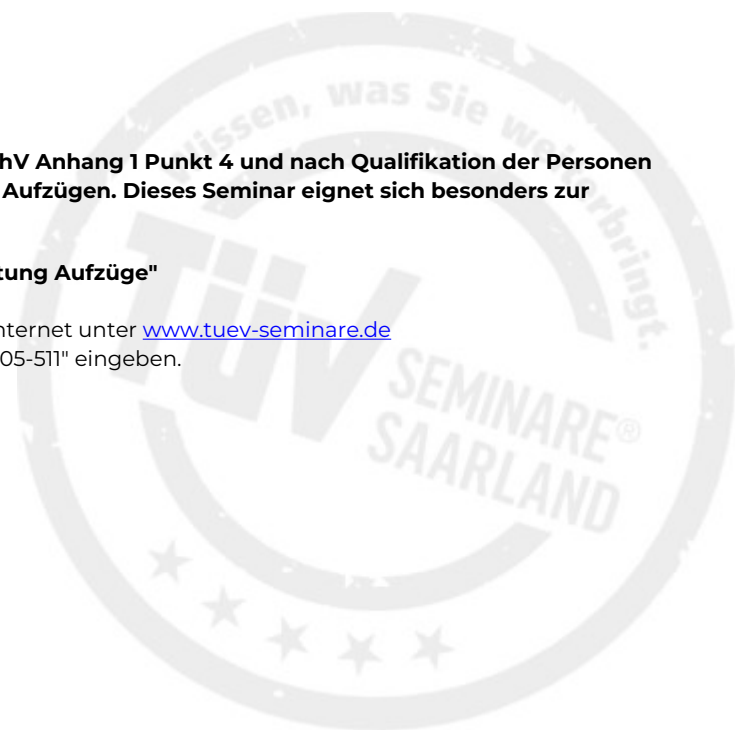 hV Anhang 1 Punkt 4 und nach Qualifikation der Personen
Aufzügen. Dieses Seminar eignet sich besonders zur
tung Aufzüge"
nternet unter www.tuev-seminare.de
05-511" eingeben.
Wissen, was Sie weiterbringt.
TÜV
SEMINARE®
SAARLAND